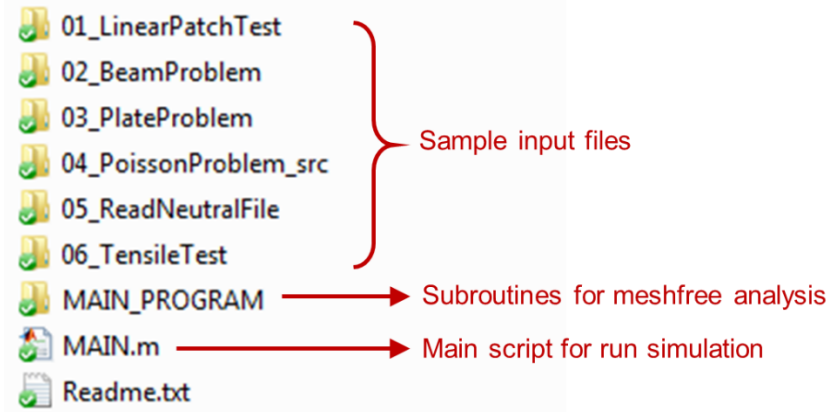 01_LinearPatchTest
02_BeamProblem
03_PlateProblem
Sample input files
04_PoissonProblem_src
05_ReadNeutralFile
06_TensileTest
MAIN_PROGRAM
Subroutines for meshfree analysis
MAIN.m
Main script for run simulation
Readme.txt